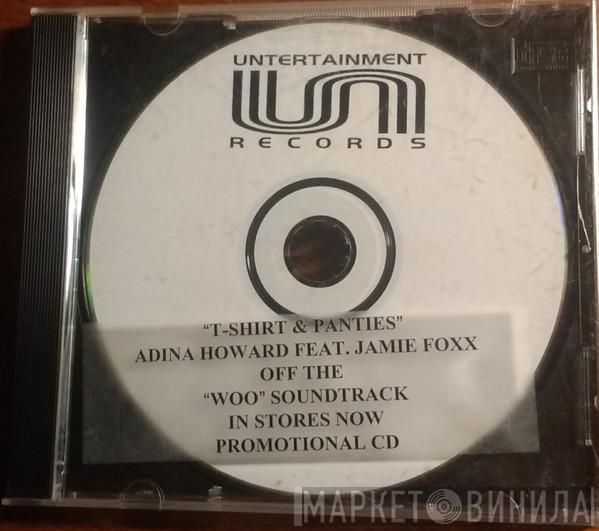 UNTERTAINMENT
UN
RECORDS
"T-SHIRT & PANTIES"
ADINA HOWARD FEAT. JAMIE FOXX
OFF THE
"WOO" SOUNDTRACK
IN STORES NOW
PROMOTIONAL CD
МАРКЕТ ВИНИЛА